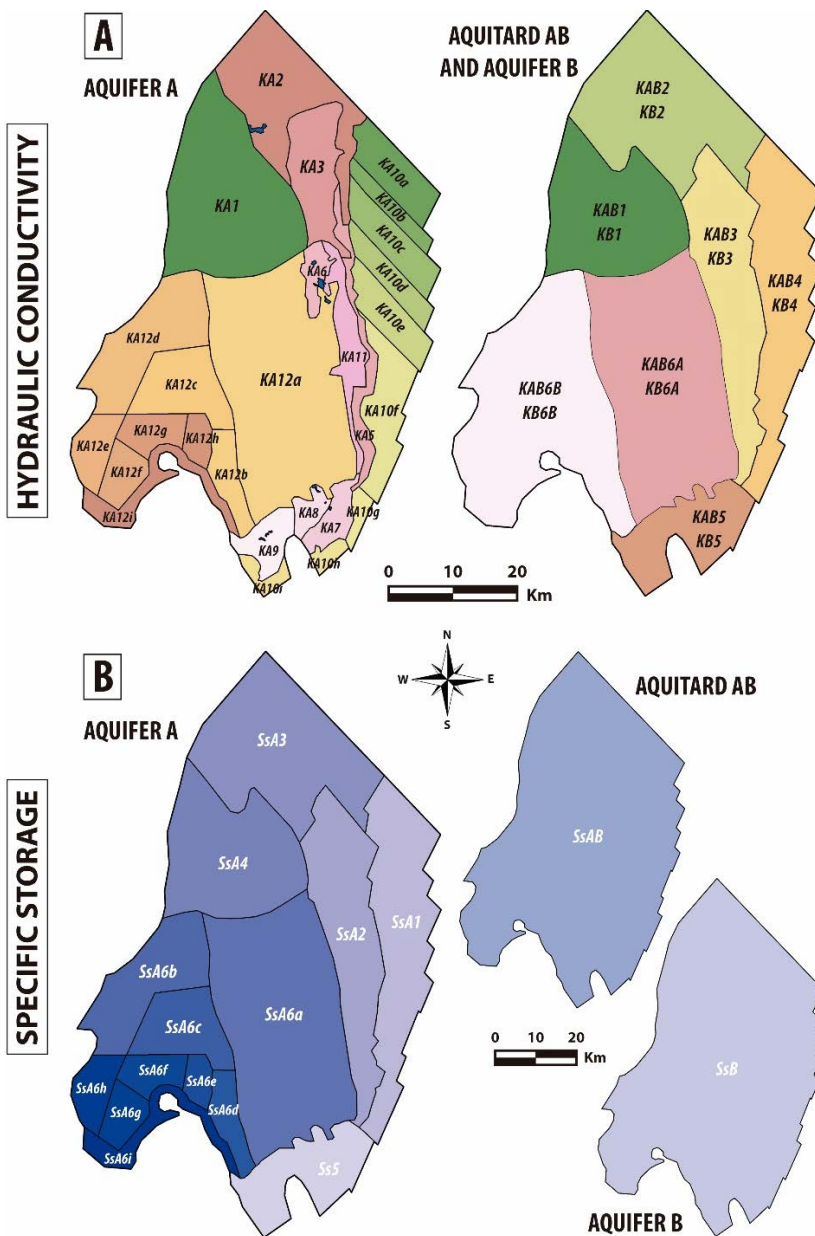 A
AQUIFER A
AQUITARD AB
AND AQUIFER B
HYDRAULIC CONDUCTIVITY
KA2
KA3
KA1
KA10a
KA10b
KA10c
KA10d
KA10e
KA6
KA11
KA12d
KA12c
KA12a
KA10f
KA12g
KA12h
KA5
KA12e
KA12f
KA12b
KA12i
KA8
KA10g
KA7
KA9
KA10h
KA10i
KAB2
KB2
KAB1
KB1
KAB3
KB3
KAB4
KB4
KAB6A
KB6A
KAB6B
KB6B
KAB5
KB5
0 10 20
Km
N
W E
S
B
AQUIFER A
AQUITARD AB
SPECIFIC STORAGE
SsA3
SsA4
SsA2
SsA1
SsA6b
SsA6a
SsA6c
SsA6f
SsA6e
SsA6h
SsA6g
SsA6d
SsA6i
Ss5
SsAB
0 10 20
Km
SsB
AQUIFER B